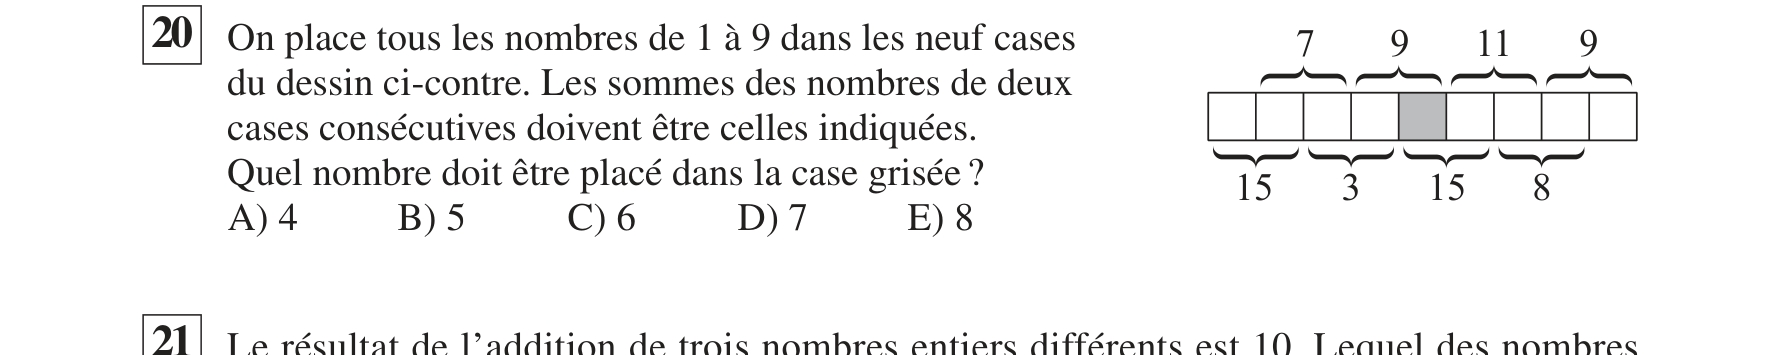 20 On place tous les nombres de 1 à 9 dans les neuf cases
du dessin ci-contre. Les sommes des nombres de deux
cases consécutives doivent être celles indiquées.
Quel nombre doit être placé dans la case grisée ?
A) 4 B) 5 C) 6 D) 7 E) 8
7 9 11 9
15 3 15 8
21 Le résultat de l'addition de trois nombres entiers différents est 10. Lequel des nombres